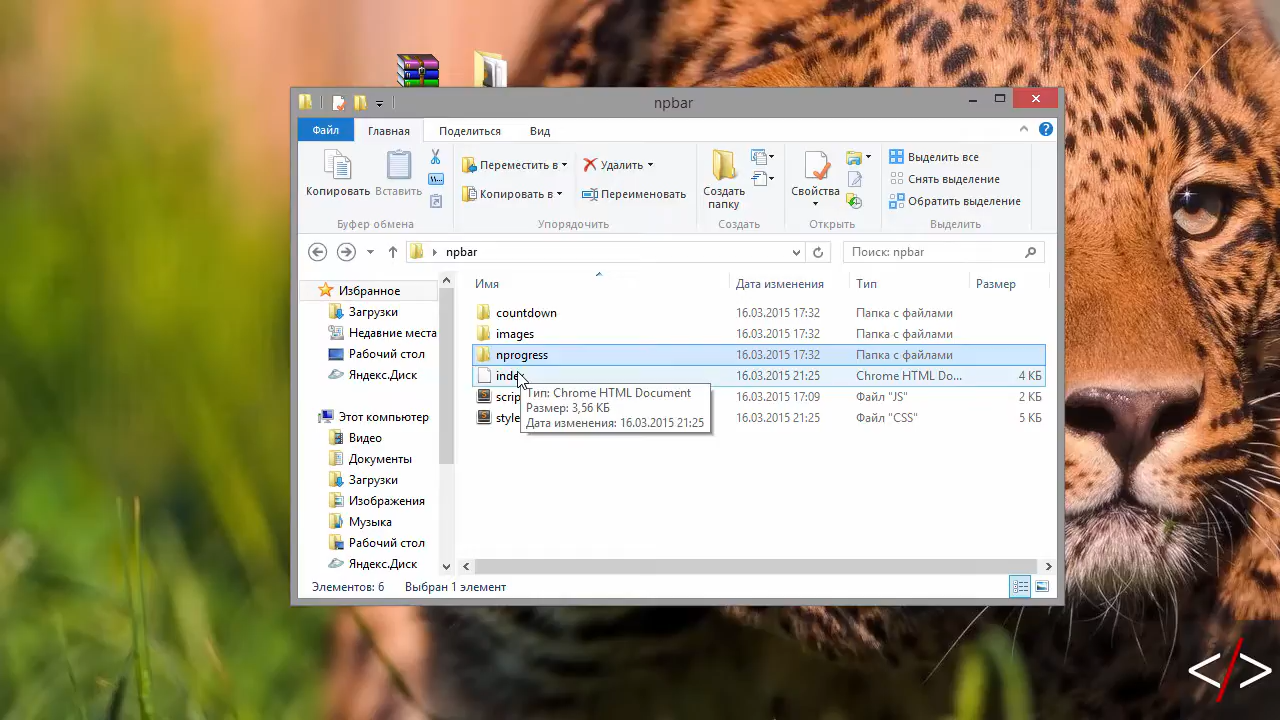 npbar
Файл Главная Поделиться Вид
Копировать Вставить
Переместить в
Копировать в
Удалить
Переименовать
Создать папку
Свойства
Выделить все
Снять выделение
Обратить выделение
Буфер обмена Упорядочить Создать Открыть Выделить
npbar Поиск: npbar
Имя Дата изменения Тип Размер
Избранное
Загрузки
Недавние места
Рабочий стол
Яндекс.Диск
Этот компьютер
Видео
Документы
Загрузки
Изображения
Музыка
Рабочий стол
Яндекс.Диск
countdown 16.03.2015 17:32 Папка с файлами
images 16.03.2015 17:32 Папка с файлами
nprogress 16.03.2015 17:32 Папка с файлами
16.03.2015 21:25 Chrome HTML Do... 4 КБ
16.03.2015 17:09 Файл "JS" 2 КБ
style 16.03.2015 21:25 Файл "CSS" 5 КБ
Тип: Chrome HTML Document
Размер: 3,56 КБ
Дата изменения: 16.03.2015 21:25
Элементов: 6 Выбран 1 элемент
</>